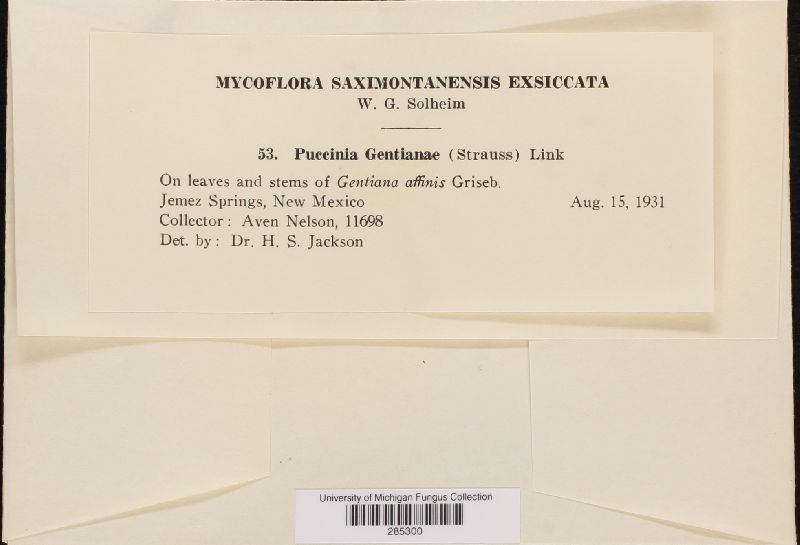 MYCOFLORA SAXIMONTANENSIS EXSICCATA
W. G. Solheim
53. Puccinia Gentianae (Strauss) Link
On leaves and stems of Gentiana affinis Griseb.
Jemez Springs, New Mexico Aug. 15, 1931
Collector: Aven Nelson, 11698
Det. by: Dr. H. S. Jackson
University of Michigan Fungus Collection
285300